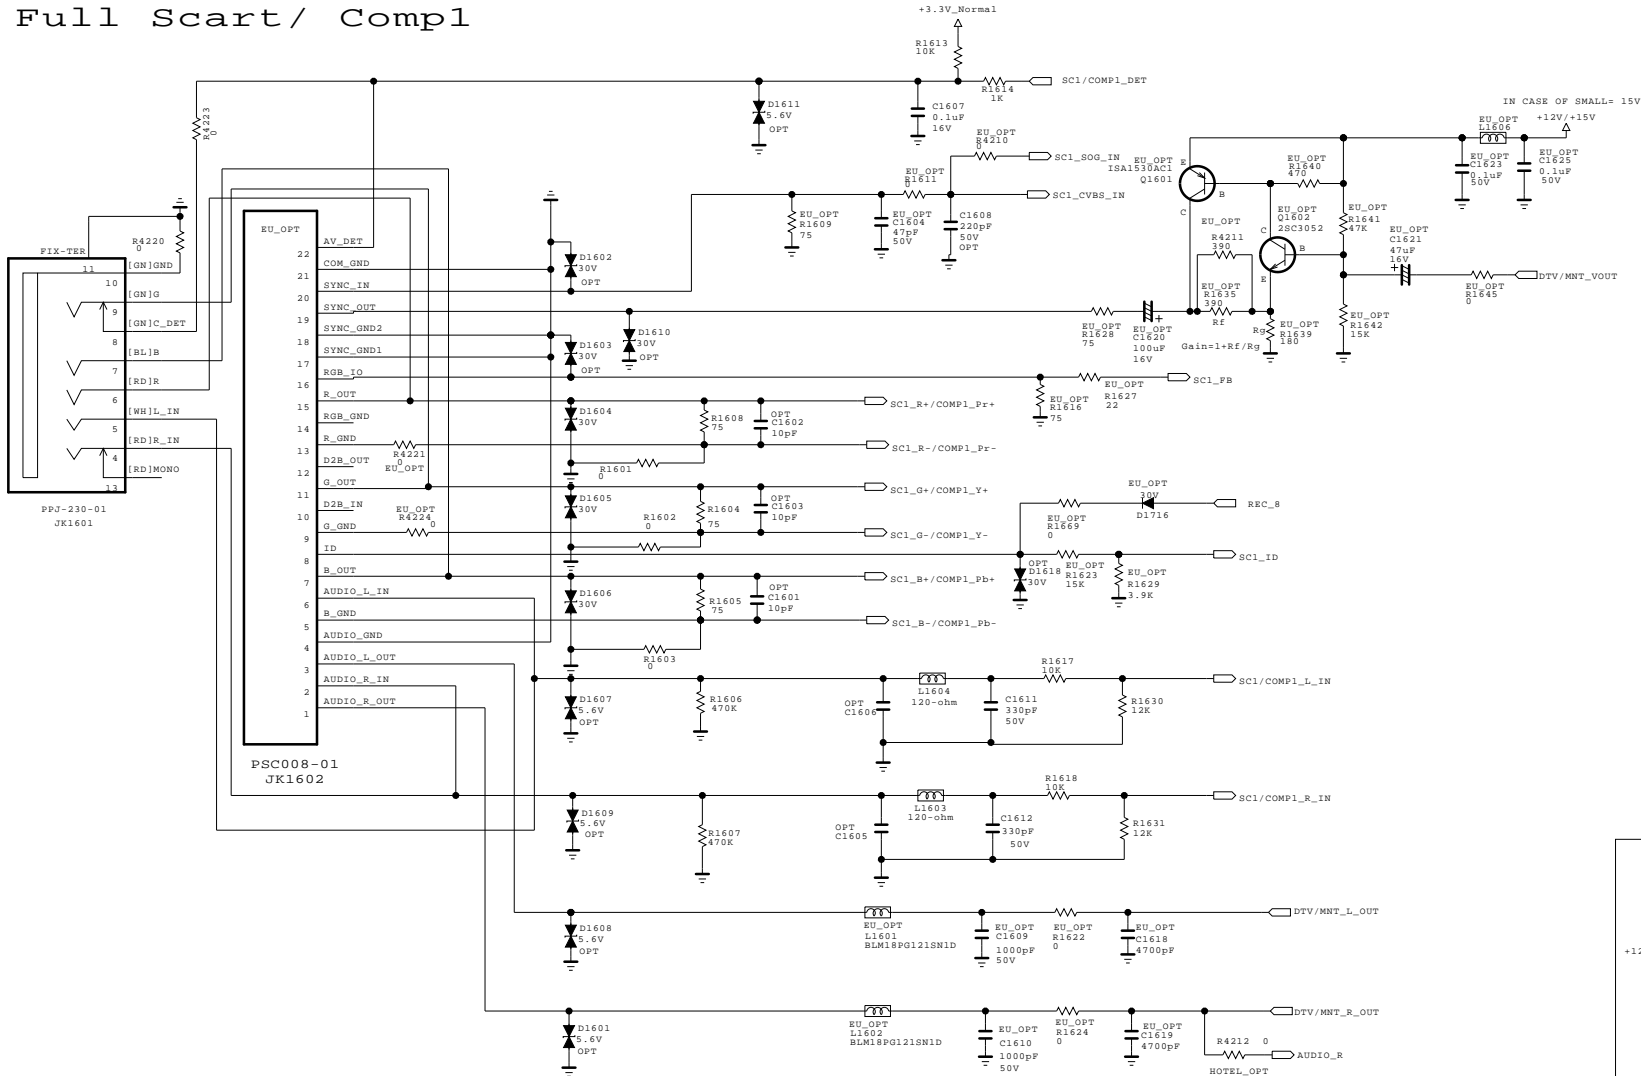 Full Scart/ Comp1
+3.3V_Normal
R1613
10K
SC1/COMP1_DET
R1614
1K
D1611
5.6V
OPT
C1607
0.1uF
16V
R4223
0
IN CASE OF SMALL= 15V
+12V/+15V
EU_OPT
L1606
EU_OPT
C1623
0.1uF
50V
EU_OPT
C1625
0.1uF
50V
EU_OPT
R4210
0
SC1_SOG_IN
EU_OPT
R1611
0
SC1_CVBS_IN
EU_OPT
R1609
75
EU_OPT
C1604
47pF
50V
C1608
220pF
50V
OPT
EU_OPT
ISA1530AC1
Q1601
E
B
C
EU_OPT
R1640
470
EU_OPT
Q1602
2SC3052
C
B
E
EU_OPT
R1641
47K
EU_OPT
R4211
390
EU_OPT
R1635
390
Rf
EU_OPT
C1621
47uF
16V
+
EU_OPT
R1645
0
DTV/MNT_VOUT
EU_OPT
R1642
15K
Rg
EU_OPT
R1639
180
Gain=1+Rf/Rg
EU_OPT
R1628
75
+
EU_OPT
C1620
100uF
16V
FIX-TER
R4220
0
11
[GN]GND
10
[GN]G
9
[GN]C_DET
8
[BL]B
7
[RD]R
6
[WH]L_IN
5
[RD]R_IN
4
[RD]MONO
13
PPJ-230-01
JK1601
EU_OPT
AV_DET
22
COM_GND
21
SYNC_IN
20
SYNC_OUT
19
SYNC_GND2
18
SYNC_GND1
17
RGB_IO
16
R_OUT
15
RGB_GND
14
R_GND
13
D2B_OUT
12
G_OUT
11
D2B_IN
10
G_GND
9
ID
8
B_OUT
7
AUDIO_L_IN
6
B_GND
5
AUDIO_GND
4
AUDIO_L_OUT
3
AUDIO_R_IN
2
AUDIO_R_OUT
1
PSC008-01
JK1602
D1602
30V
OPT
D1603
30V
OPT
D1610
30V
OPT
EU_OPT
R1616
75
EU_OPT
R1627
22
SC1_FB
D1604
30V
R1608
75
OPT
C1602
10pF
SC1_R+/COMP1_Pr+
R4221
0
EU_OPT
R1601
0
SC1_R-/COMP1_Pr-
D1605
30V
R1604
75
OPT
C1603
10pF
SC1_G+/COMP1_Y+
EU_OPT
R4224
0
R1602
0
SC1_G-/COMP1_Y-
EU_OPT
30V
D1716
REC_8
EU_OPT
R1669
0
SC1_ID
OPT
D1618
30V
EU_OPT
R1623
15K
EU_OPT
R1629
3.9K
D1606
30V
R1605
75
OPT
C1601
10pF
SC1_B+/COMP1_Pb+
SC1_B-/COMP1_Pb-
R1603
0
D1607
5.6V
OPT
R1606
470K
OPT
C1606
L1604
120-ohm
C1611
330pF
50V
R1617
10K
R1630
12K
SC1/COMP1_L_IN
D1609
5.6V
OPT
R1607
470K
OPT
C1605
L1603
120-ohm
C1612
330pF
50V
R1618
10K
R1631
12K
SC1/COMP1_R_IN
D1608
5.6V
OPT
EU_OPT
L1601
BLM18PG121SN1D
EU_OPT
C1609
1000pF
50V
EU_OPT
R1622
0
EU_OPT
C1618
4700pF
DTV/MNT_L_OUT
+12
D1601
5.6V
OPT
EU_OPT
L1602
BLM18PG121SN1D
EU_OPT
C1610
1000pF
50V
EU_OPT
R1624
0
EU_OPT
C1619
4700pF
DTV/MNT_R_OUT
R4212 0
AUDIO_R
HOTEL_OPT